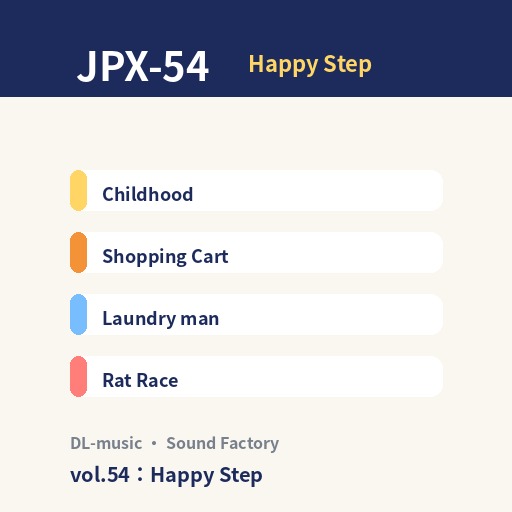 JPX-54 Happy Step
Childhood
Shopping Cart
Laundry man
Rat Race
DL-music・Sound Factory
vol.54：Happy Step